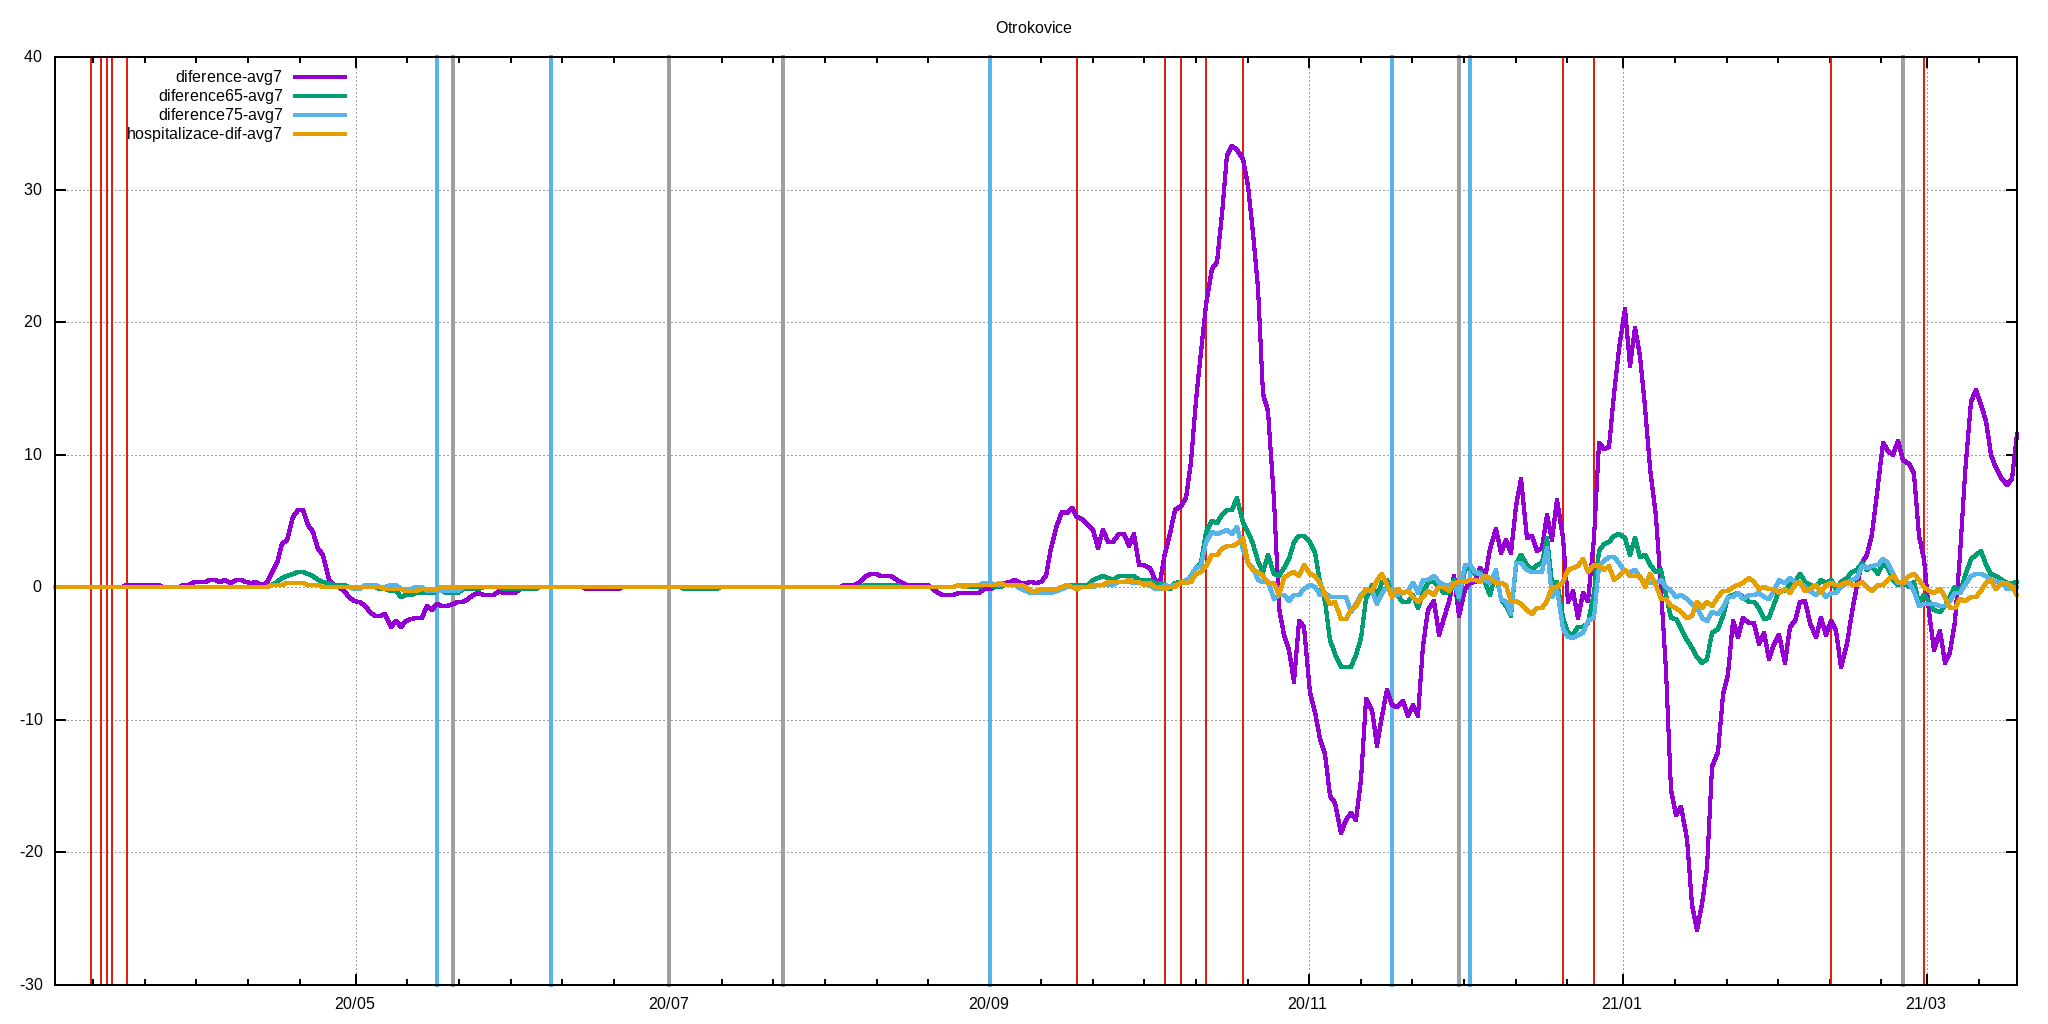 Otrokovice
40
diference-avg7
diference65-avg7
diference75-avg7
hospitalizace-dif-avg7
30
20
10
0
-10
-20
-30
20/05 20/07 20/09 20/11 21/01 21/03